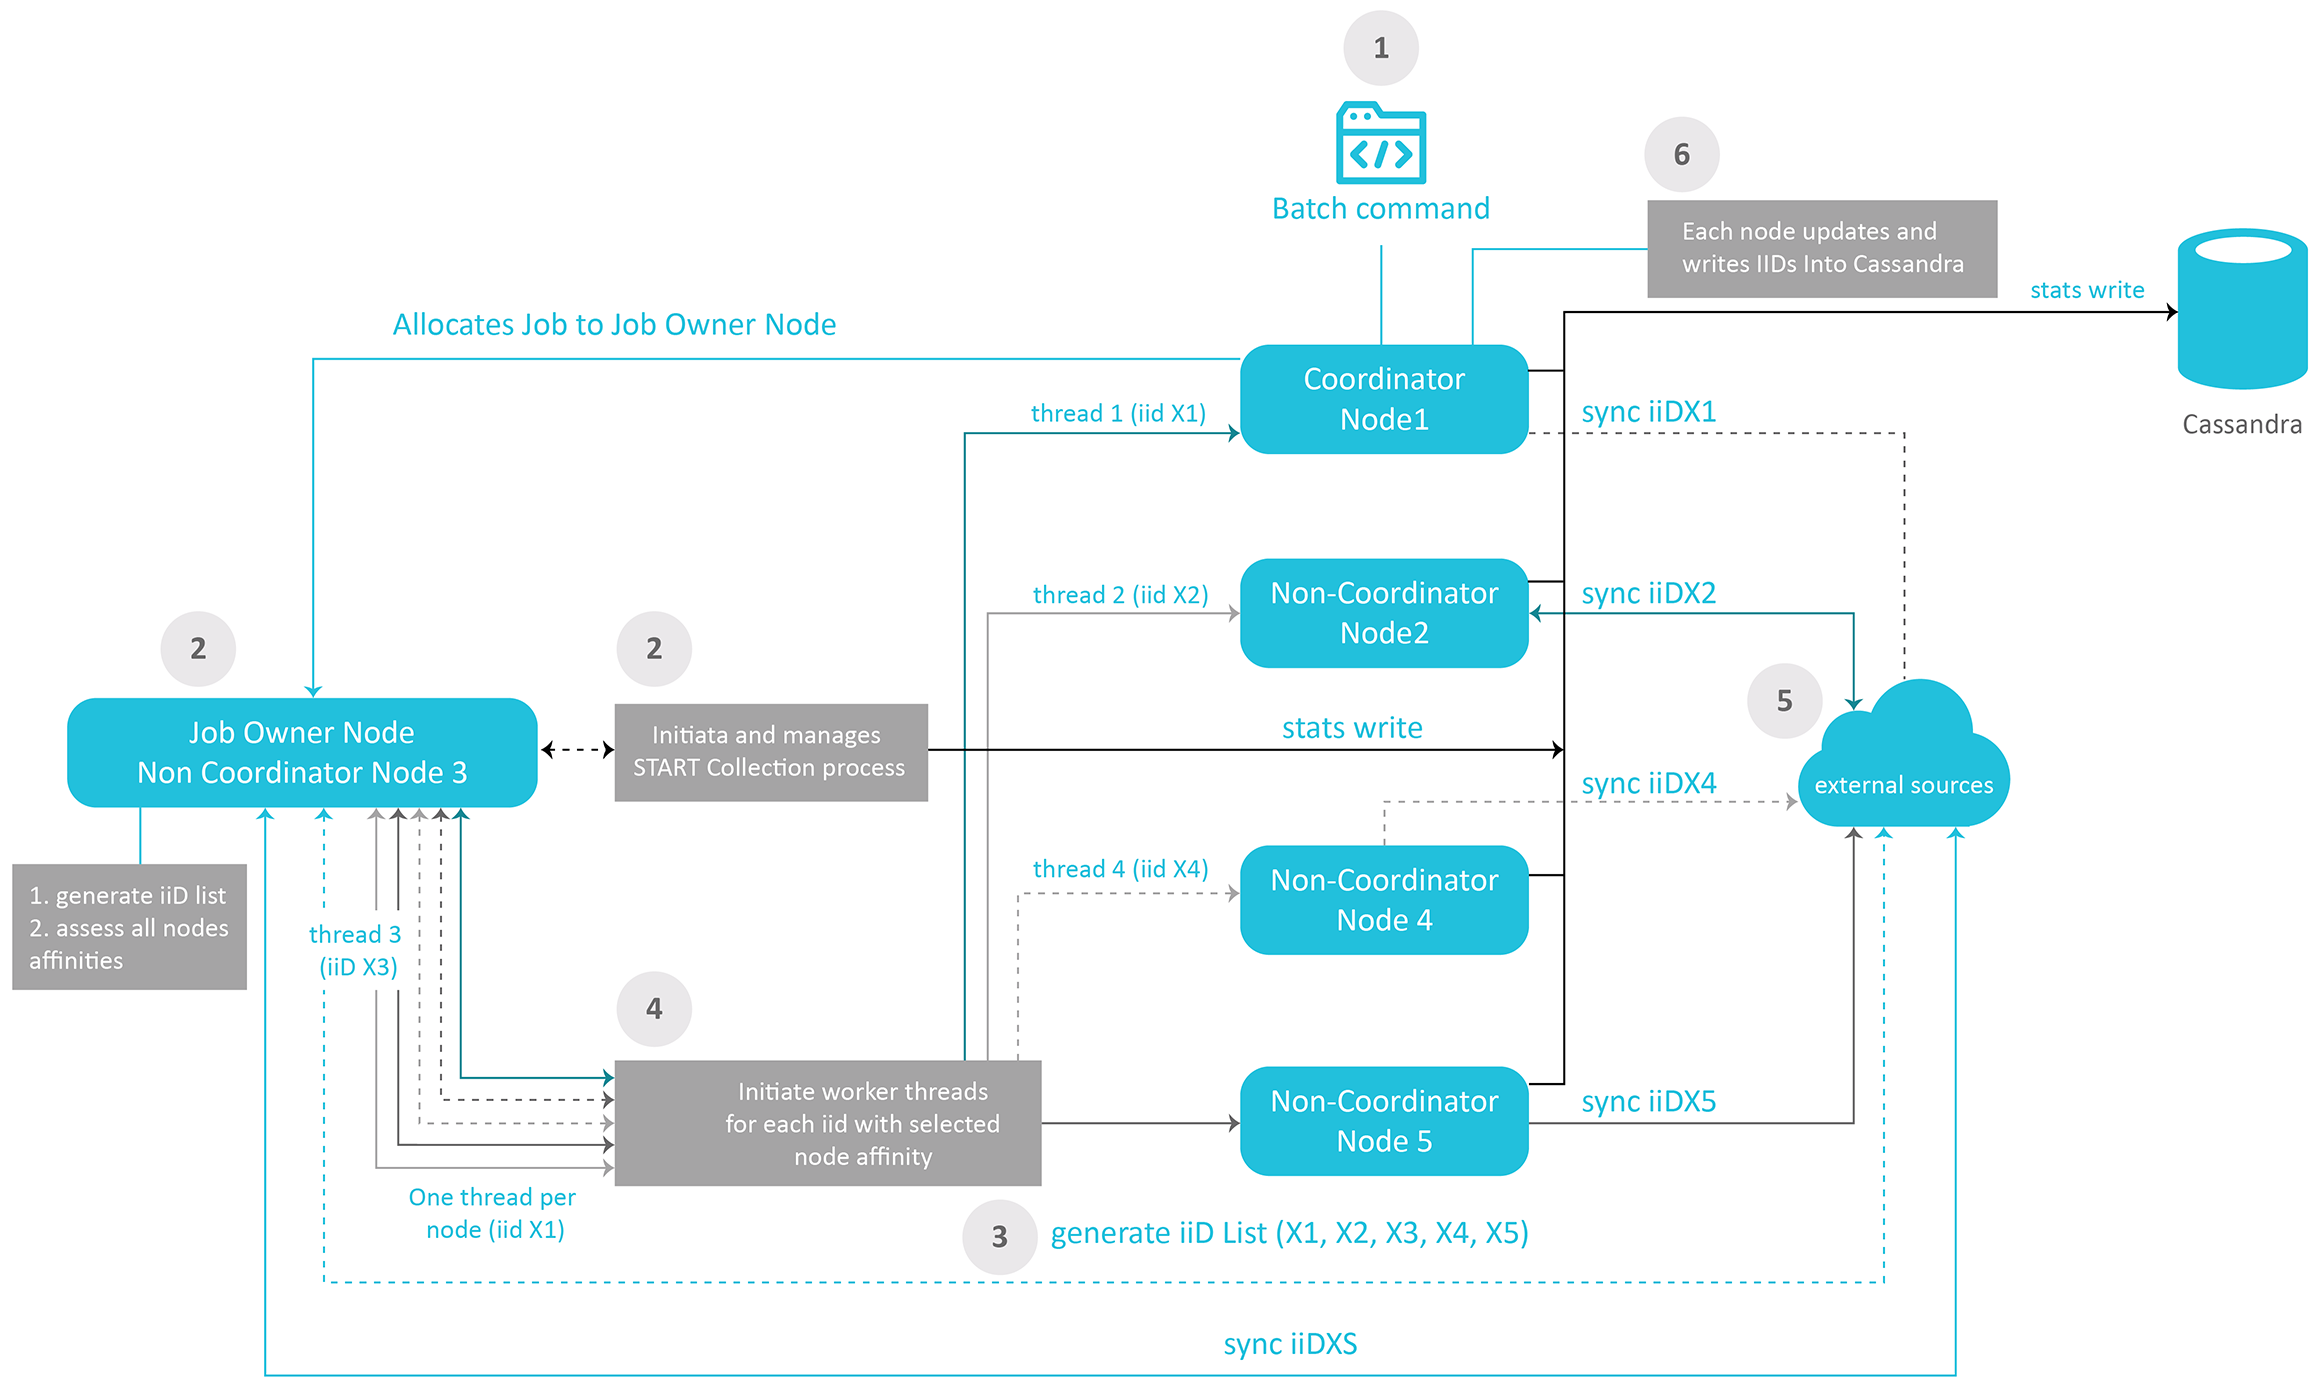 1
Batch command
6
Each node updates and
writes IIDs Into Cassandra
stats write
Cassandra
Allocates Job to Job Owner Node
Coordinator
Node1
thread 1 (iid X1)
sync iiDX1
thread 2 (iid X2)
Non-Coordinator
Node2
sync iiDX2
2
Job Owner Node
Non Coordinator Node 3
2
Initiata and manages
START Collection process
stats write
5
external sources
sync iiDX4
thread 4 (iid X4)
Non-Coordinator
Node 4
1. generate iiD list
2. assess all nodes
affinities
thread 3
(iiD X3)
4
Initiate worker threads
for each iid with selected
node affinity
Non-Coordinator
Node 5
sync iiDX5
One thread per
node (iid X1)
3
generate iiD List (X1, X2, X3, X4, X5)
sync iiDXS